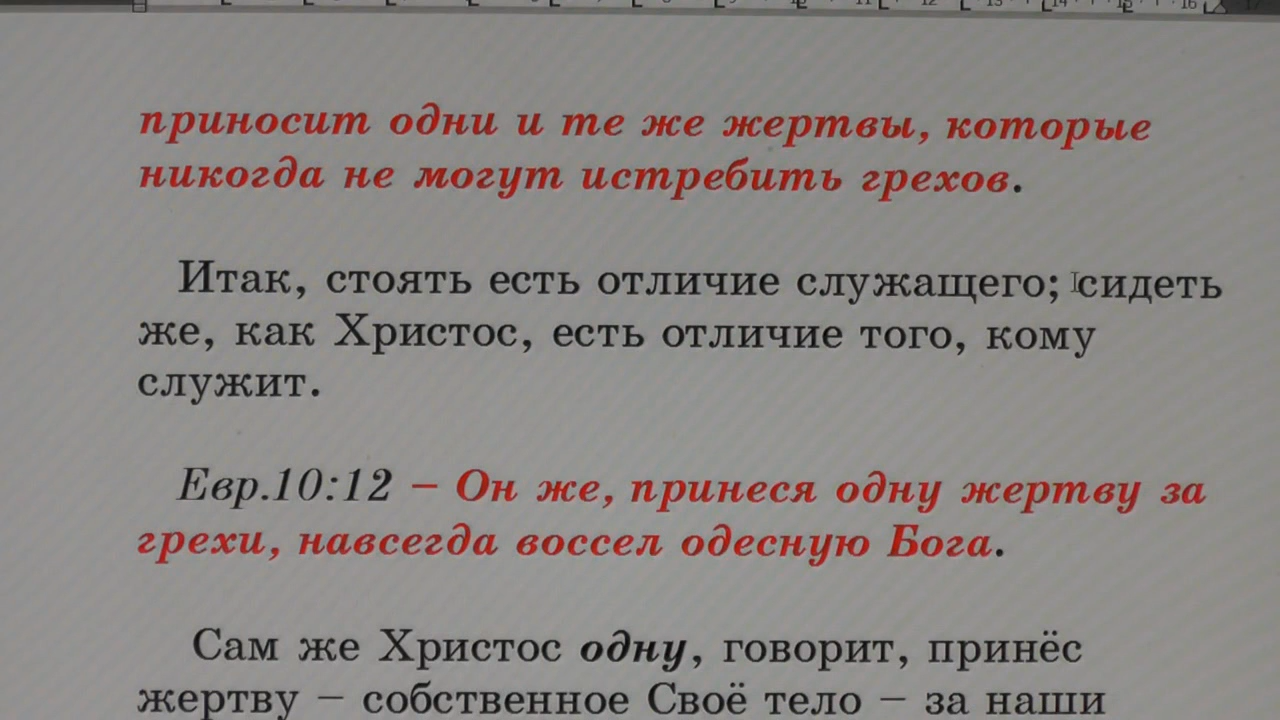 приносит одни и те же жертвы, которые
никогда не могут истребить грехов.
Итак, стоять есть отличие служащего; сидеть
же, как Христос, есть отличие того, кому
служит.
Евр.10:12 – Он же, принеся одну жертву за
грехи, навсегда воссел одесную Бога.
Сам же Христос одну, говорит, принёс
жертву – собственное Своё тело – за наши